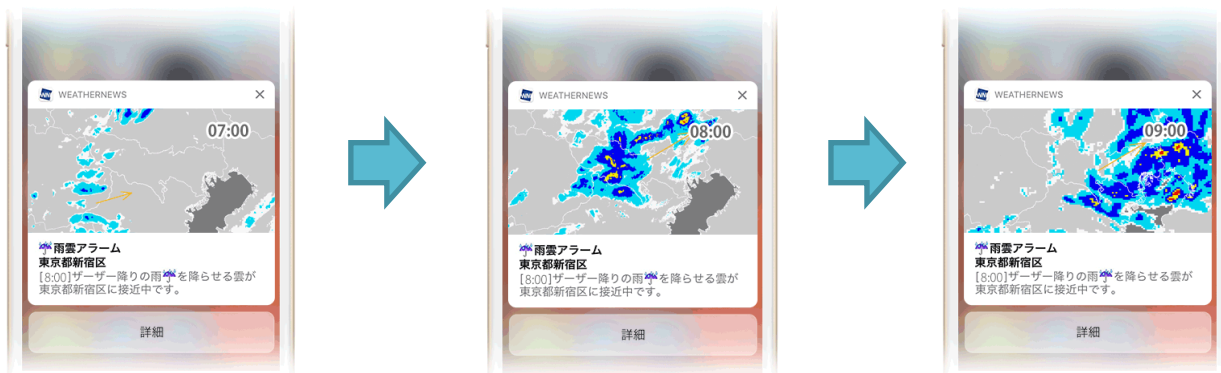 WEATHERNEWS
07:00
雨雲アラーム
東京都新宿区
[8:00]ザーザー降りの雨☔を降らせる雲が
東京都新宿区に接近中です。
詳細
WEATHERNEWS
08:00
雨雲アラーム
東京都新宿区
[8:00]ザーザー降りの雨☔を降らせる雲が
東京都新宿区に接近中です。
詳細
WEATHERNEWS
09:00
雨雲アラーム
東京都新宿区
[8:00]ザーザー降りの雨☔を降らせる雲が
東京都新宿区に接近中です。
詳細